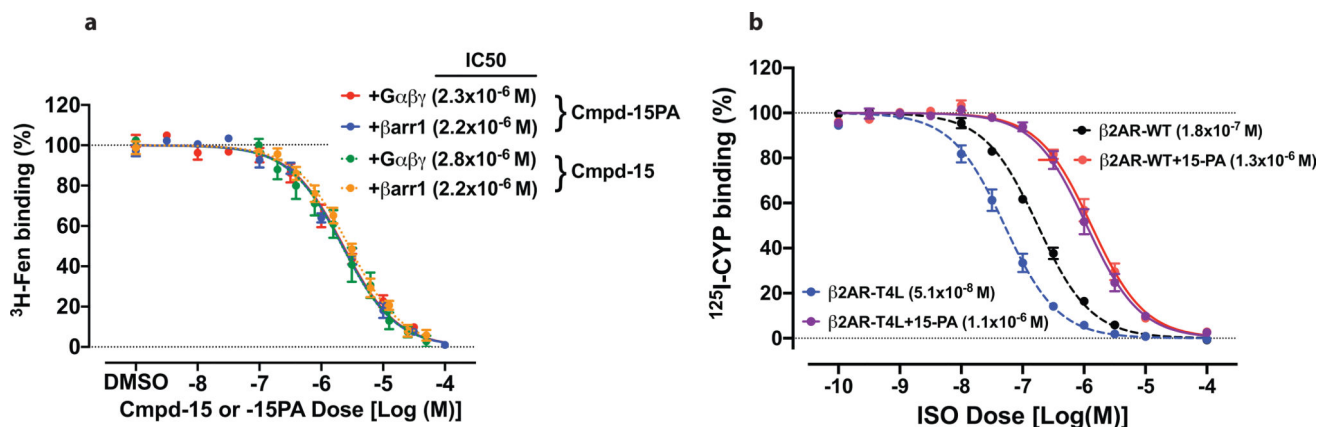 a
IC50
+Gαβγ (2.3x10-6 M)
+βarr1 (2.2x10-6 M)
Cmpd-15PA
+Gαβγ (2.8x10-6 M)
+βarr1 (2.2x10-6 M)
Cmpd-15
3H-Fen binding (%)
120
100
80
60
40
20
0
DMSO -8 -7 -6 -5 -4
Cmpd-15 or -15PA Dose [Log (M)]
b
125I-CYP binding (%)
120
100
80
60
40
20
0
β2AR-WT (1.8x10-7 M)
β2AR-WT+15-PA (1.3x10-6 M)
β2AR-T4L (5.1x10-8 M)
β2AR-T4L+15-PA (1.1x10-6 M)
-10 -9 -8 -7 -6 -5 -4
ISO Dose [Log(M)]